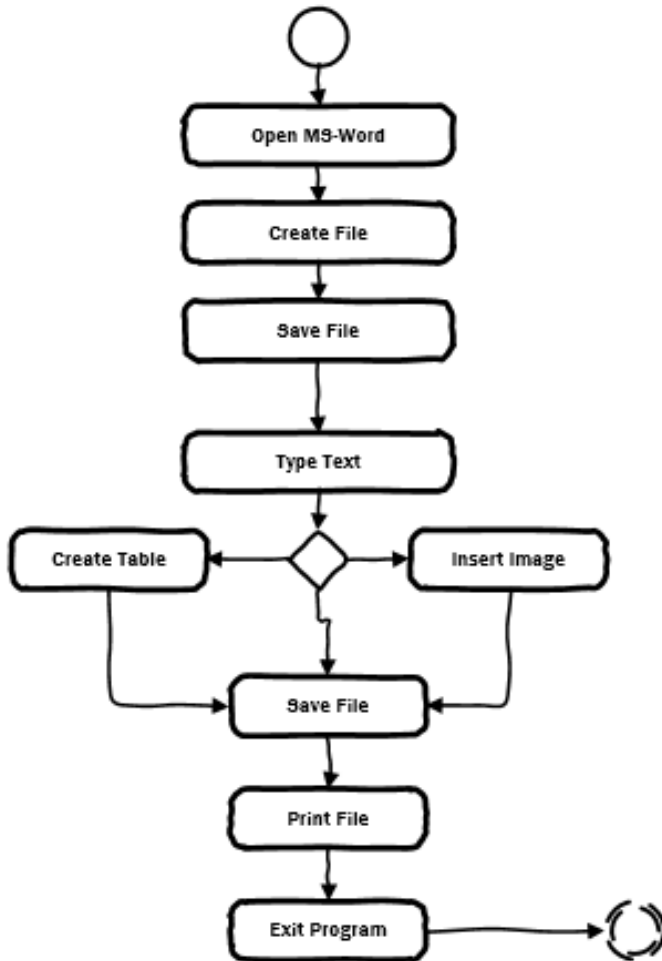 Open MS-Word
Create File
Save File
Type Text
Create Table
Insert Image
Save File
Print File
Exit Program